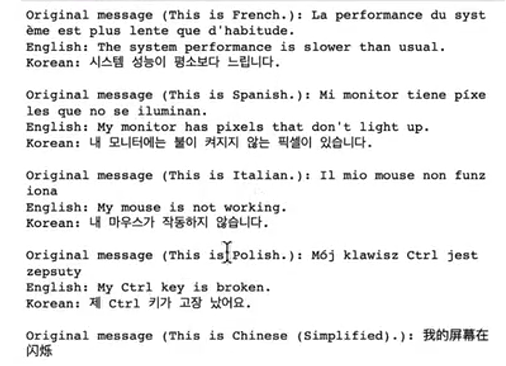 Original message (This is French.): La performance du syst
ème est plus lente que d'habitude.
English: The system performance is slower than usual.
Korean: 시스템 성능이 평소보다 느립니다.
Original message (This is Spanish.): Mi monitor tiene píxe
les que no se iluminan.
English: My monitor has pixels that don't light up.
Korean: 내 모니터에는 불이 켜지지 않는 픽셀이 있습니다.
Original message (This is Italian.): Il mio mouse non funz
iona
English: My mouse is not working.
Korean: 내 마우스가 작동하지 않습니다.
Original message (This is Polish.): Mój klawisz Ctrl jest
zepsuty
English: My Ctrl key is broken.
Korean: 제 Ctrl 키가 고장 났어요.
Original message (This is Chinese (Simplified).): 我的屏幕在
闪烁